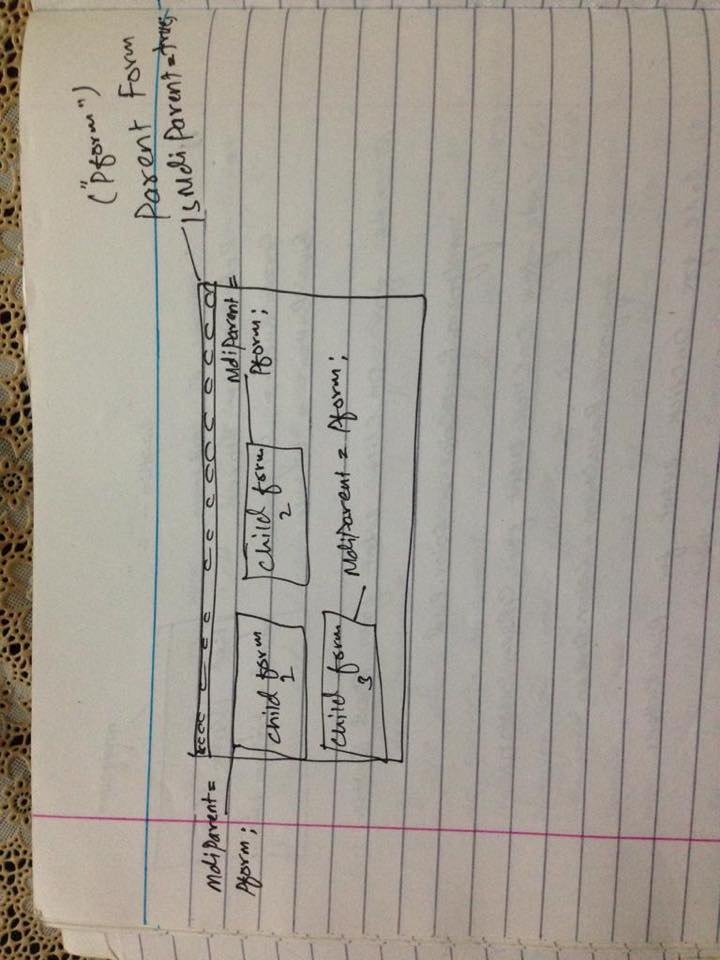 ("Pform")
Parent Form
IsMdiParent=true;
MdiParent=
Pform;
Child form
1
Child form
2
MdiParent=
Pform;
Child form
3
MdiParent = Pform;